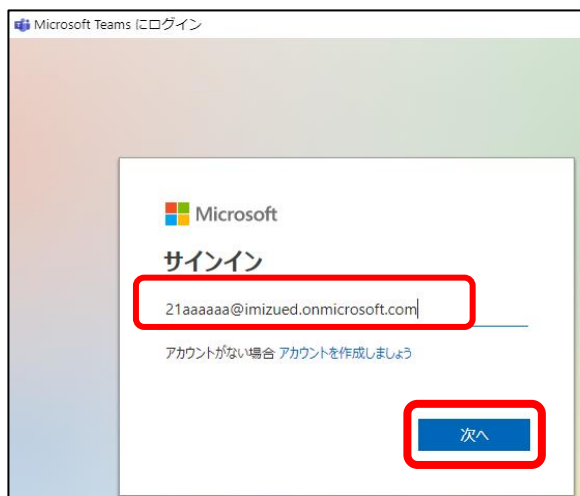 Microsoft Teams にログイン
Microsoft
サインイン
21aaaaaa@imizued.onmicrosoft.com
アカウントがない場合 アカウントを作成しましょう
次へ